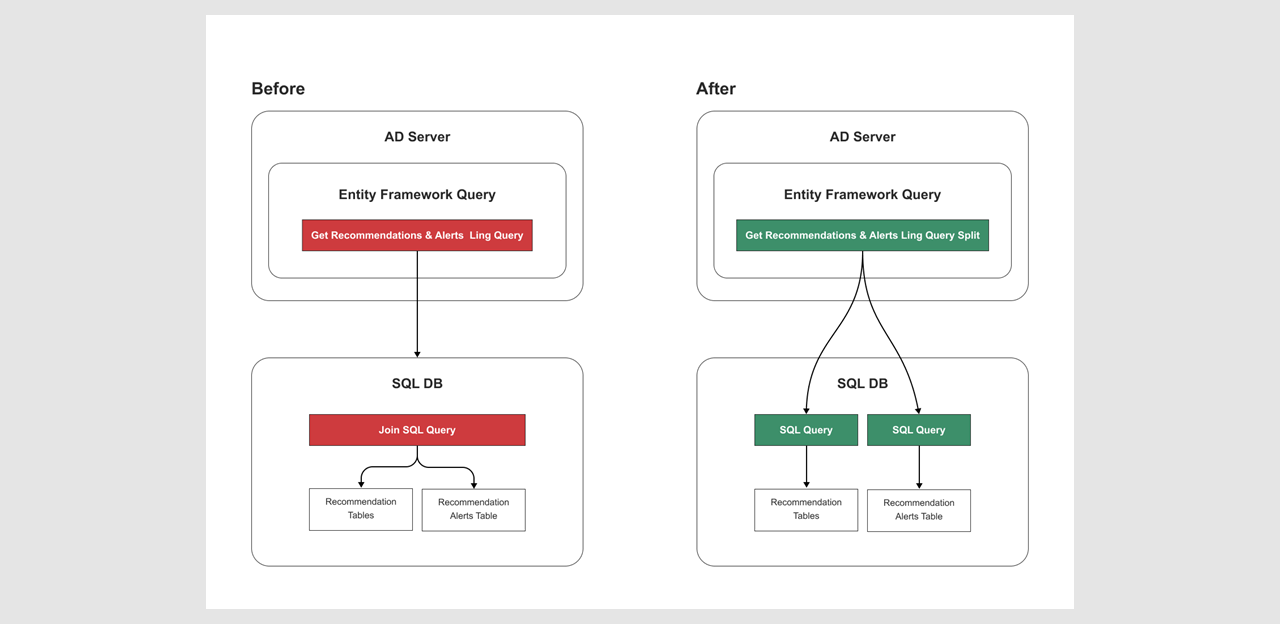 Before
AD Server
Entity Framework Query
Get Recommendations & Alerts  Ling Query
SQL DB
Join SQL Query
Recommendation
Tables
Recommendation
Alerts Table
After
AD Server
Entity Framework Query
Get Recommendations & Alerts Ling Query Split
SQL DB
SQL Query
SQL Query
Recommendation
Tables
Recommendation
Alerts Table